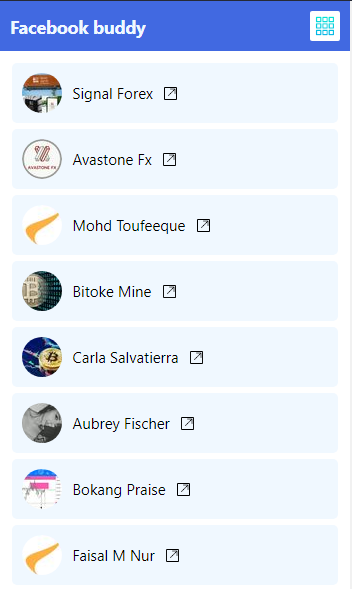 Facebook buddy
Signal Forex
AVASTONE FX
Avastone Fx
Mohd Toufeeque
Bitoke Mine
Carla Salvatierra
Aubrey Fischer
Bokang Praise
Faisal M Nur